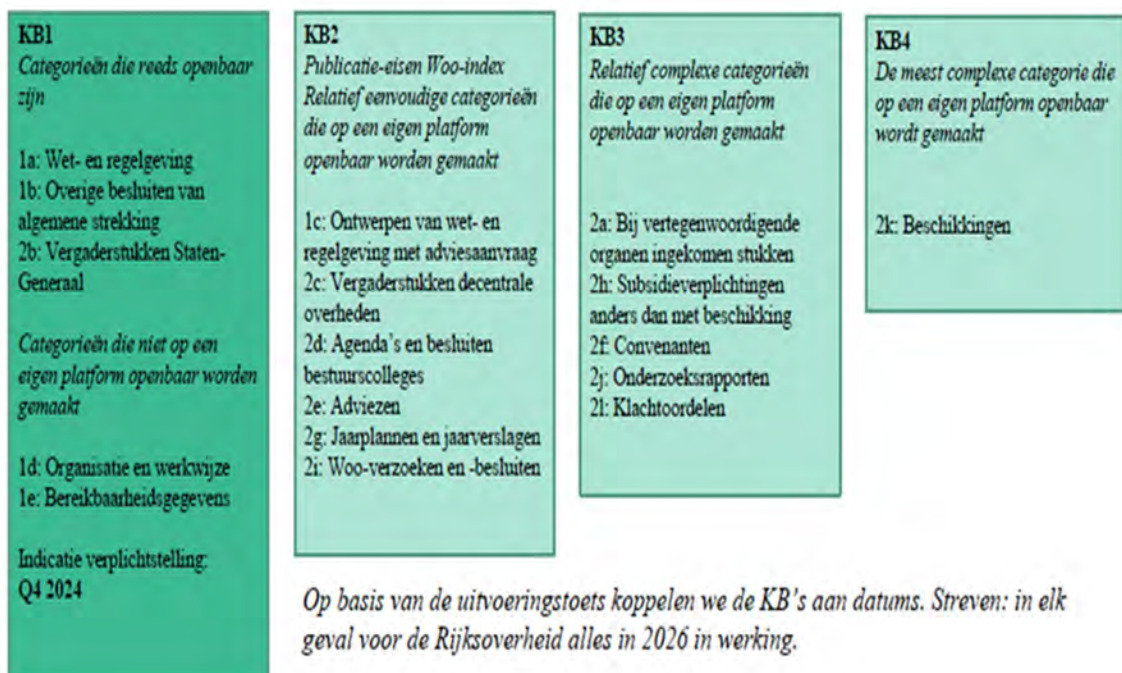 KB1
Categorieën die reeds openbaar
zijn
1a: Wet- en regelgeving
1b: Overige besluiten van
algemene strekking
2b: Vergaderstukken Staten-
Generaal
Categorieën die niet op een
eigen platform openbaar worden
gemaakt
1d: Organisatie en werkwijze
1e: Bereikbaarheidsgegevens
Indicatie verplichtstelling:
Q4 2024
KB2
Publicatie-eisen Woo-index
Relatief eenvoudige categorieën
die op een eigen platform
openbaar worden gemaakt
1c: Ontwerpen van wet- en
regelgeving met adviesaanvraag
2c: Vergaderstukken decentrale
overheden
2d: Agenda's en besluiten
bestuurscolleges
2e: Adviezen
2g: Jaarplannen en jaarverslagen
2i: Woo-verzoeken en -besluiten
KB3
Relatief complexe categorieën
die op een eigen platform
openbaar worden gemaakt
2a: Bij vertegenwoordigende
organen ingekomen stukken
2h: Subsidieverplichtingen
anders dan met beschikking
2f: Convenanten
2j: Onderzoeksrapporten
2l: Klachtoordelen
KB4
De meest complexe categorie die
op een eigen platform openbaar
wordt gemaakt
2k: Beschikkingen
Op basis van de uitvoeringstoets koppelen we de KB's aan datums. Streven: in elk
geval voor de Rijksoverheid alles in 2026 in werking.